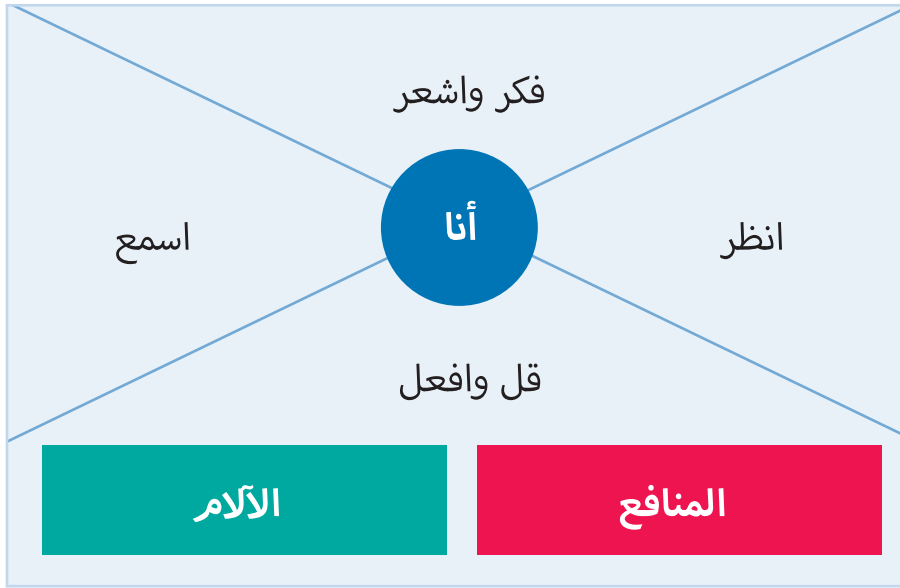 فكر واشعر
أنا
انظر
اسمع
قل وافعل
المنافع
الآلام